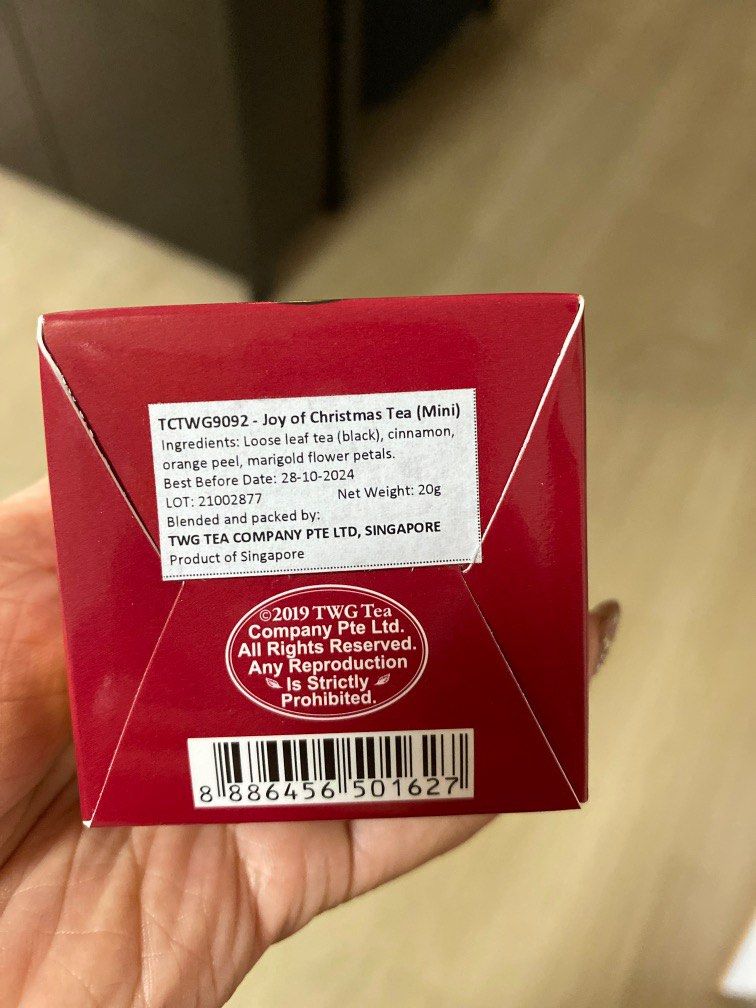 TCTWG9092 - Joy of Christmas Tea (Mini)
Ingredients: Loose leaf tea (black), cinnamon,
orange peel, marigold flower petals.
Best Before Date: 28-10-2024
LOT: 21002877 Net Weight: 20g
Blended and packed by:
TWG TEA COMPANY PTE LTD, SINGAPORE
Product of Singapore
©2019 TWG Tea
Company Pte Ltd.
All Rights Reserved.
Any Reproduction
Is Strictly
Prohibited.
8 886456 501627